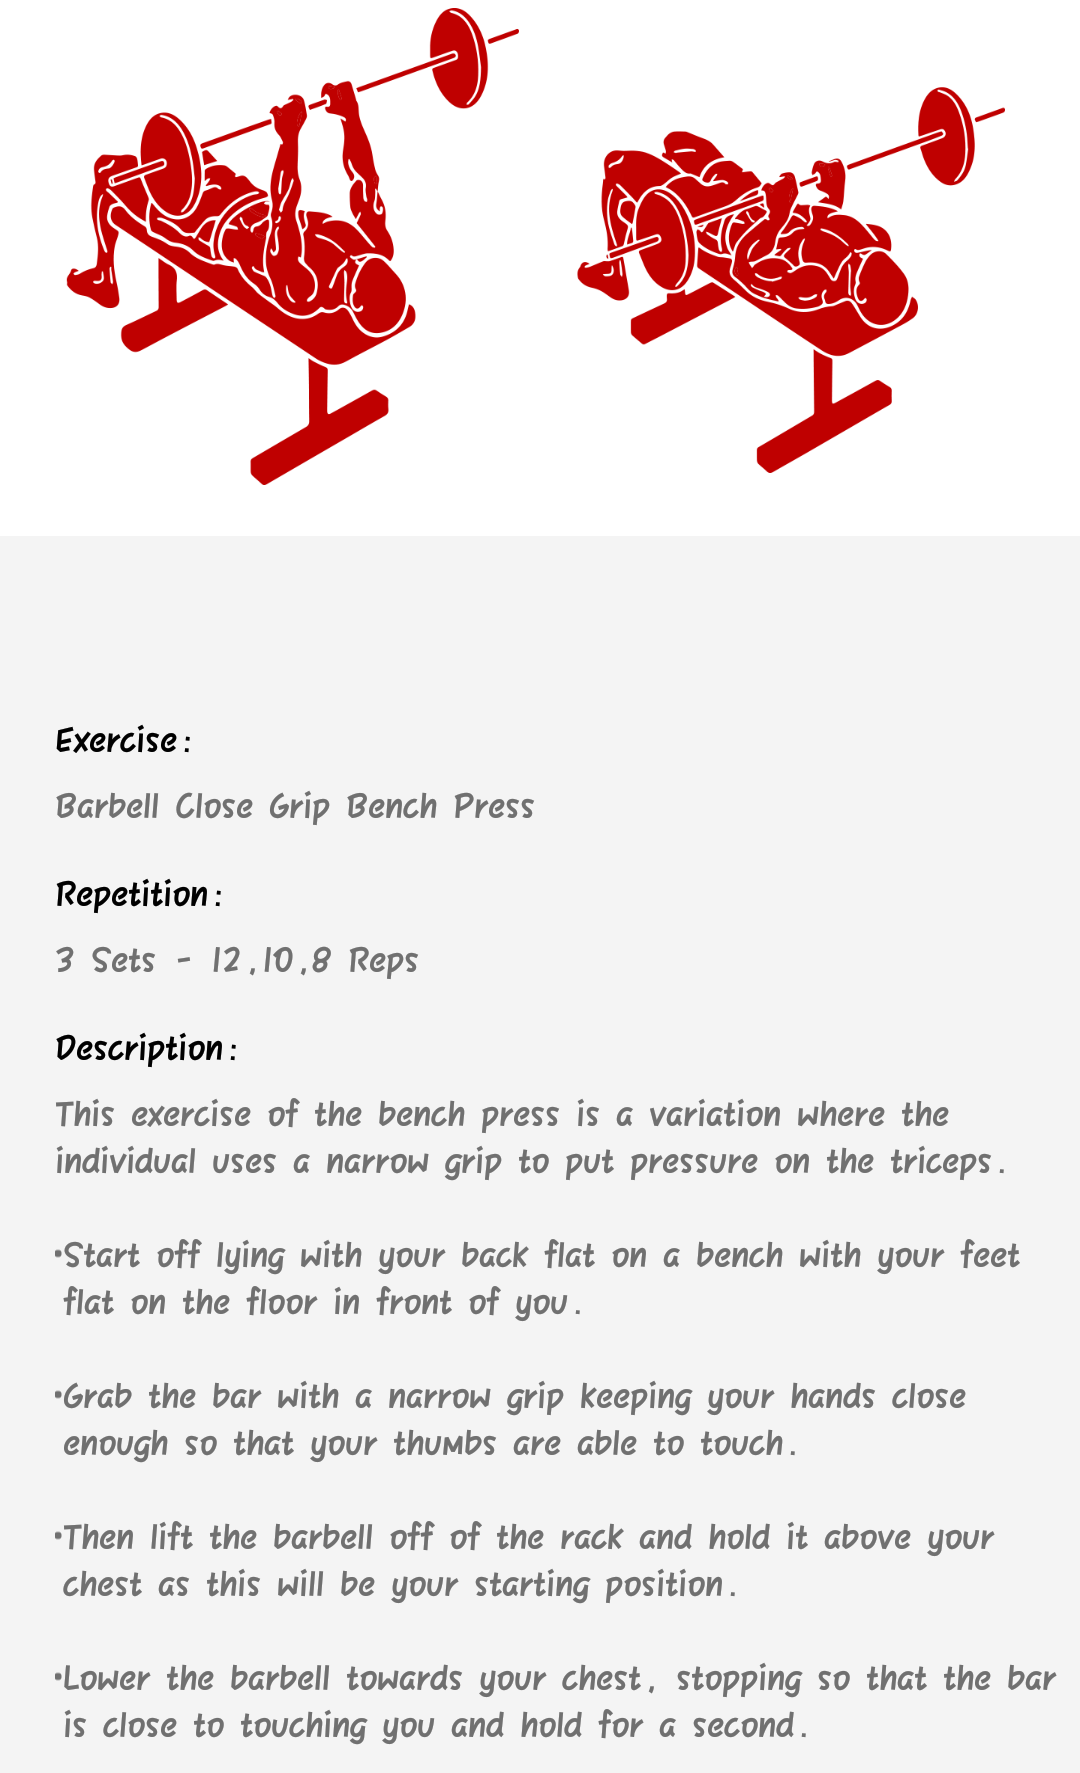 Exercise:
Barbell Close Grip Bench Press
Repetition:
3 Sets - 12,10,8 Reps
Description:
This exercise of the bench press is a variation where the
individual uses a narrow grip to put pressure on the triceps.
•Start off lying with your back flat on a bench with your feet
flat on the floor in front of you.
•Grab the bar with a narrow grip keeping your hands close
enough so that your thumbs are able to touch.
•Then lift the barbell off of the rack and hold it above your
chest as this will be your starting position.
•Lower the barbell towards your chest, stopping so that the bar
is close to touching you and hold for a second.